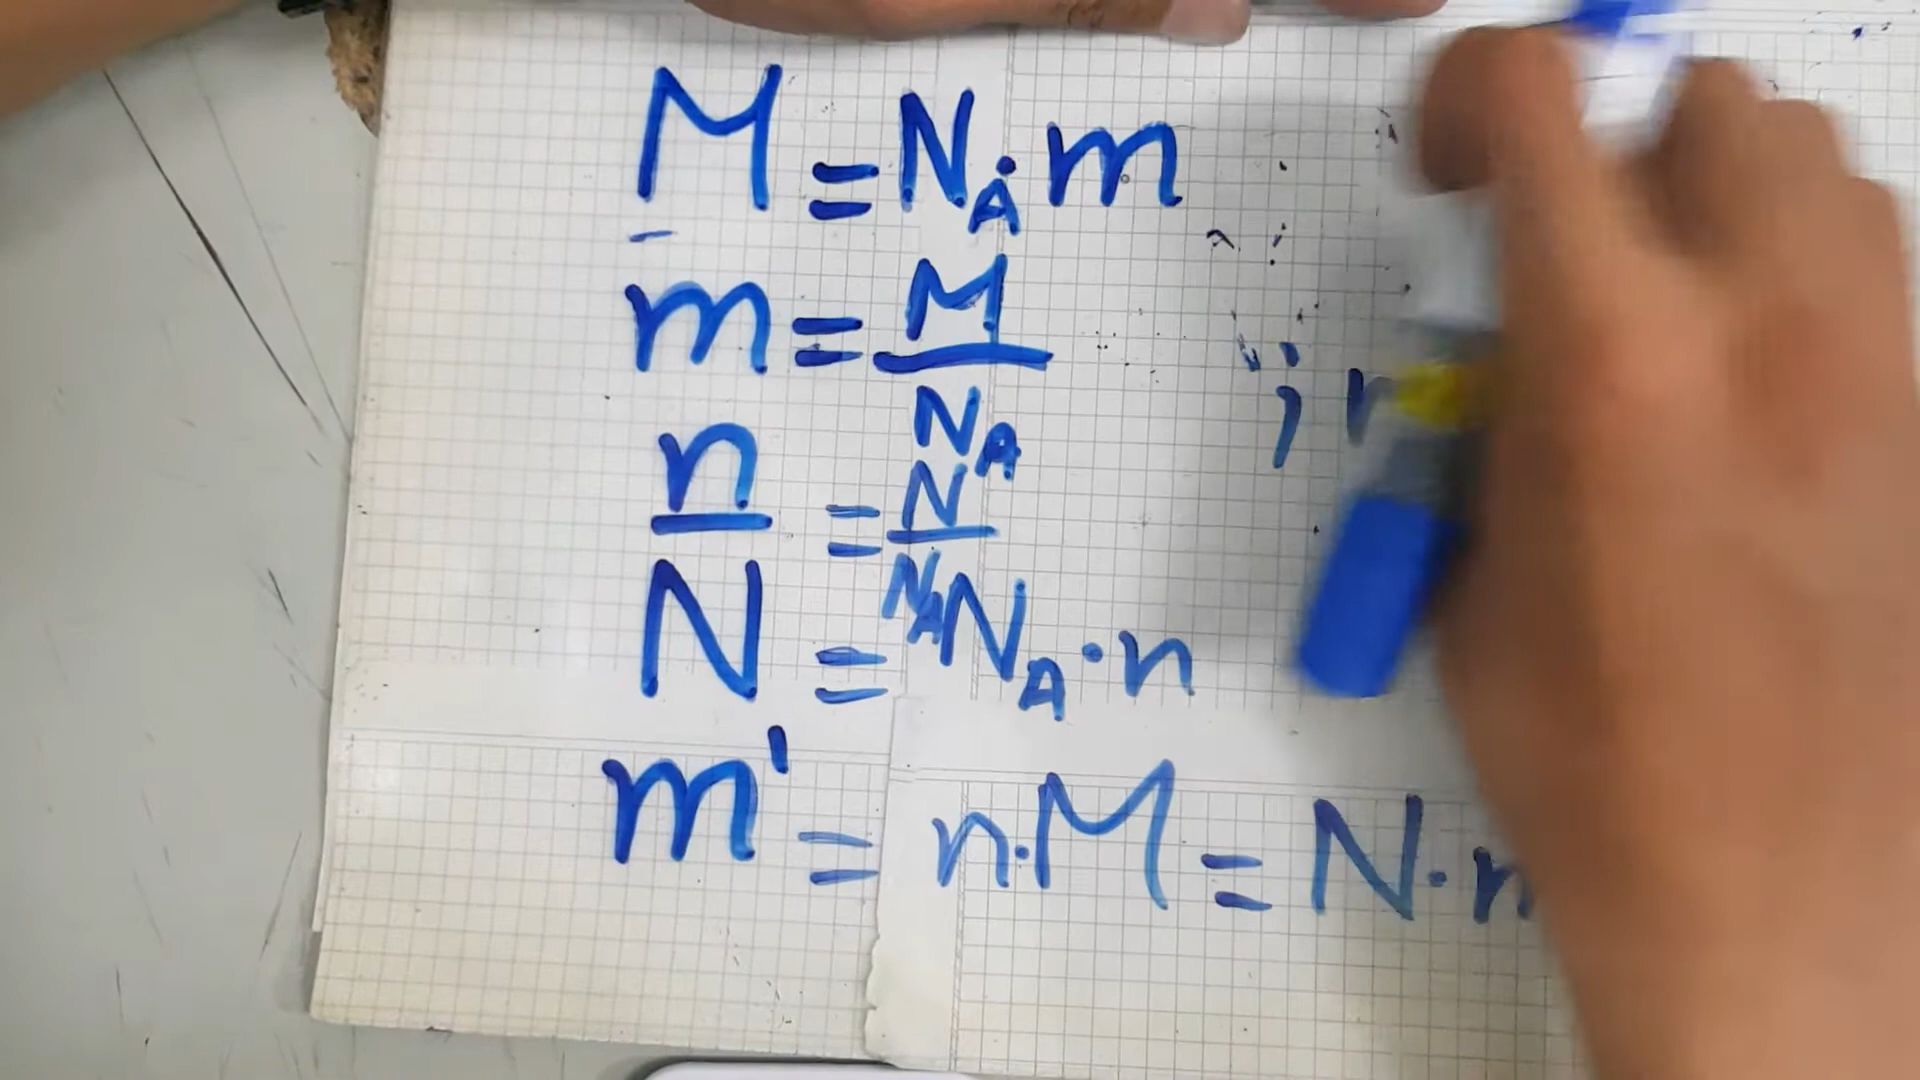 M = N_A · m
m = M/N_A
n = N/N_A
N = N_A · n
m' = n · M = N ·